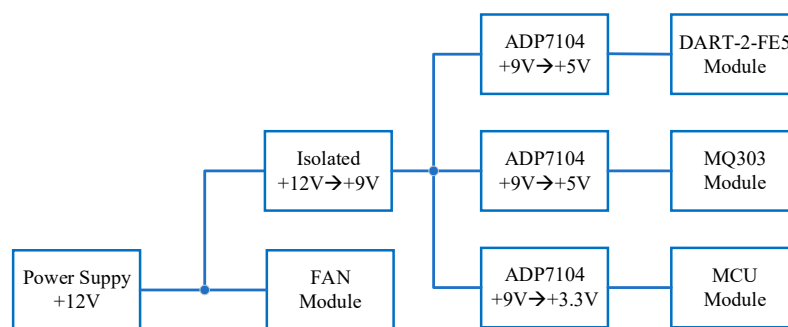 ADP7104
+9V→+5V
DART-2-FE5
Module
Isolated
+12V→+9V
ADP7104
+9V→+5V
MQ303
Module
Power Suppy
+12V
FAN
Module
ADP7104
+9V→+3.3V
MCU
Module